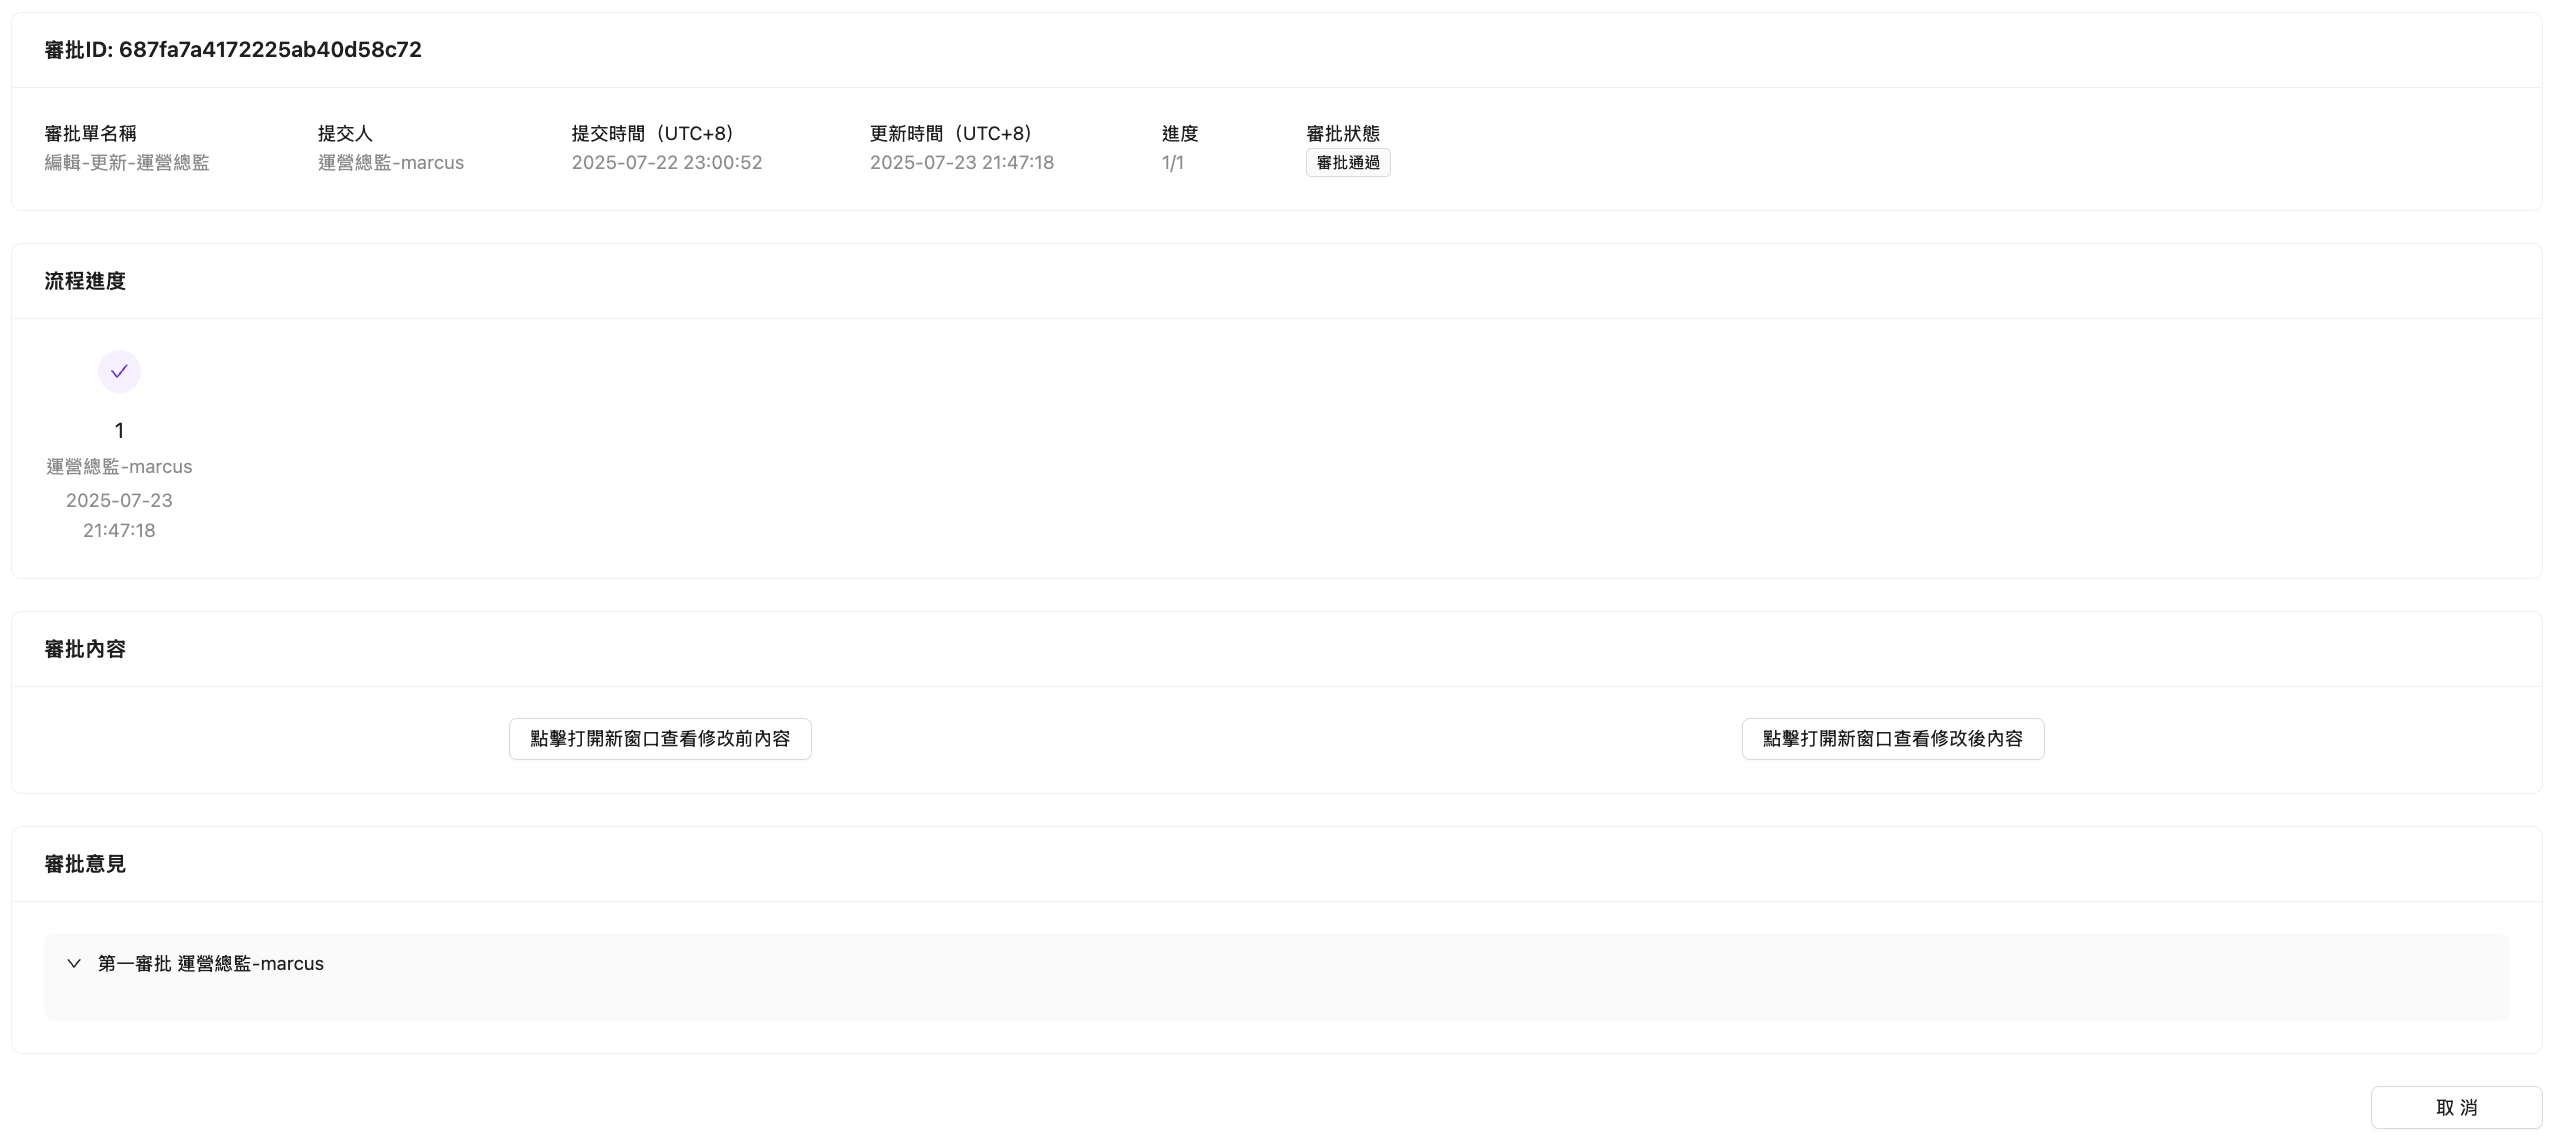 審批ID: 687fa7a4172225ab40d58c72
審批單名稱
編輯-更新-運營總監
提交人
運營總監-marcus
提交時間（UTC+8）
2025-07-22 23:00:52
更新時間（UTC+8）
2025-07-23 21:47:18
進度
1/1
審批狀態
審批通過
流程進度
1
運營總監-marcus
2025-07-23
21:47:18
審批內容
點擊打開新窗口查看修改前內容
點擊打開新窗口查看修改後內容
審批意見
第一審批 運營總監-marcus
取 消